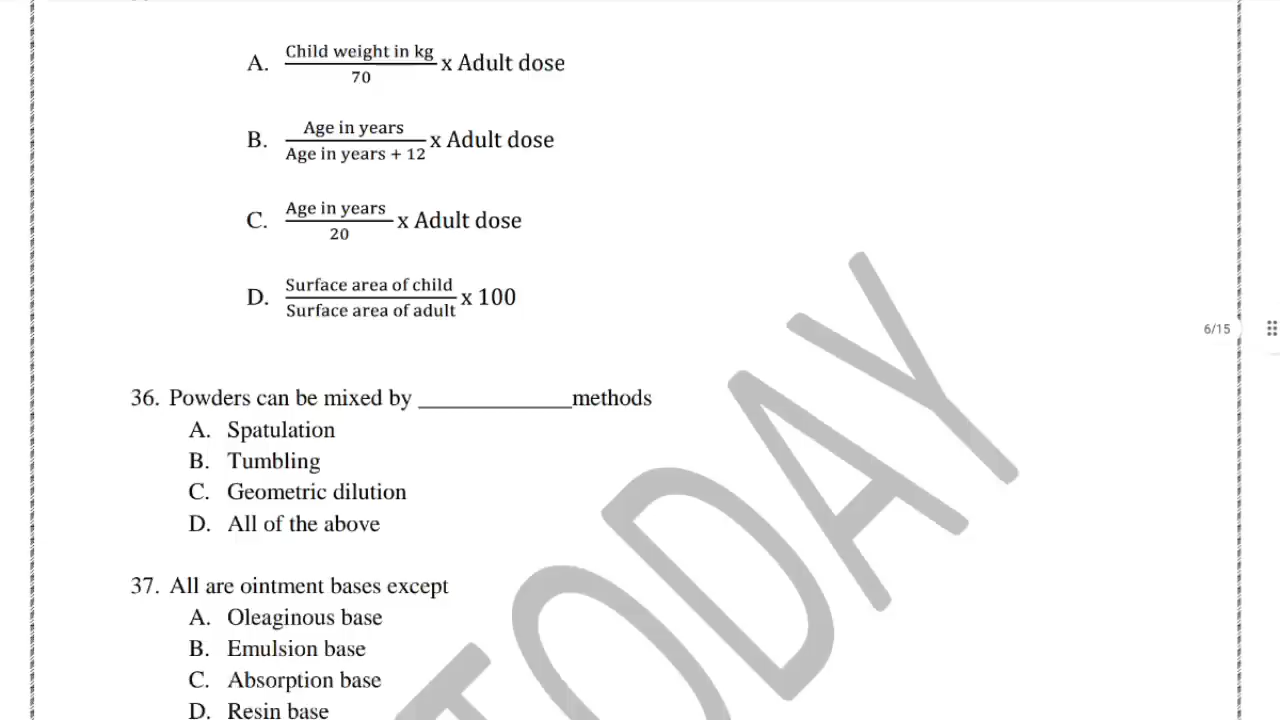 A. Child weight in kg / 70 x Adult dose
B. Age in years / Age in years + 12 x Adult dose
C. Age in years / 20 x Adult dose
D. Surface area of child / Surface area of adult x 100
6/15
36. Powders can be mixed by _____________methods
A. Spatulation
B. Tumbling
C. Geometric dilution
D. All of the above
37. All are ointment bases except
A. Oleaginous base
B. Emulsion base
C. Absorption base
D. Resin base
TODAY